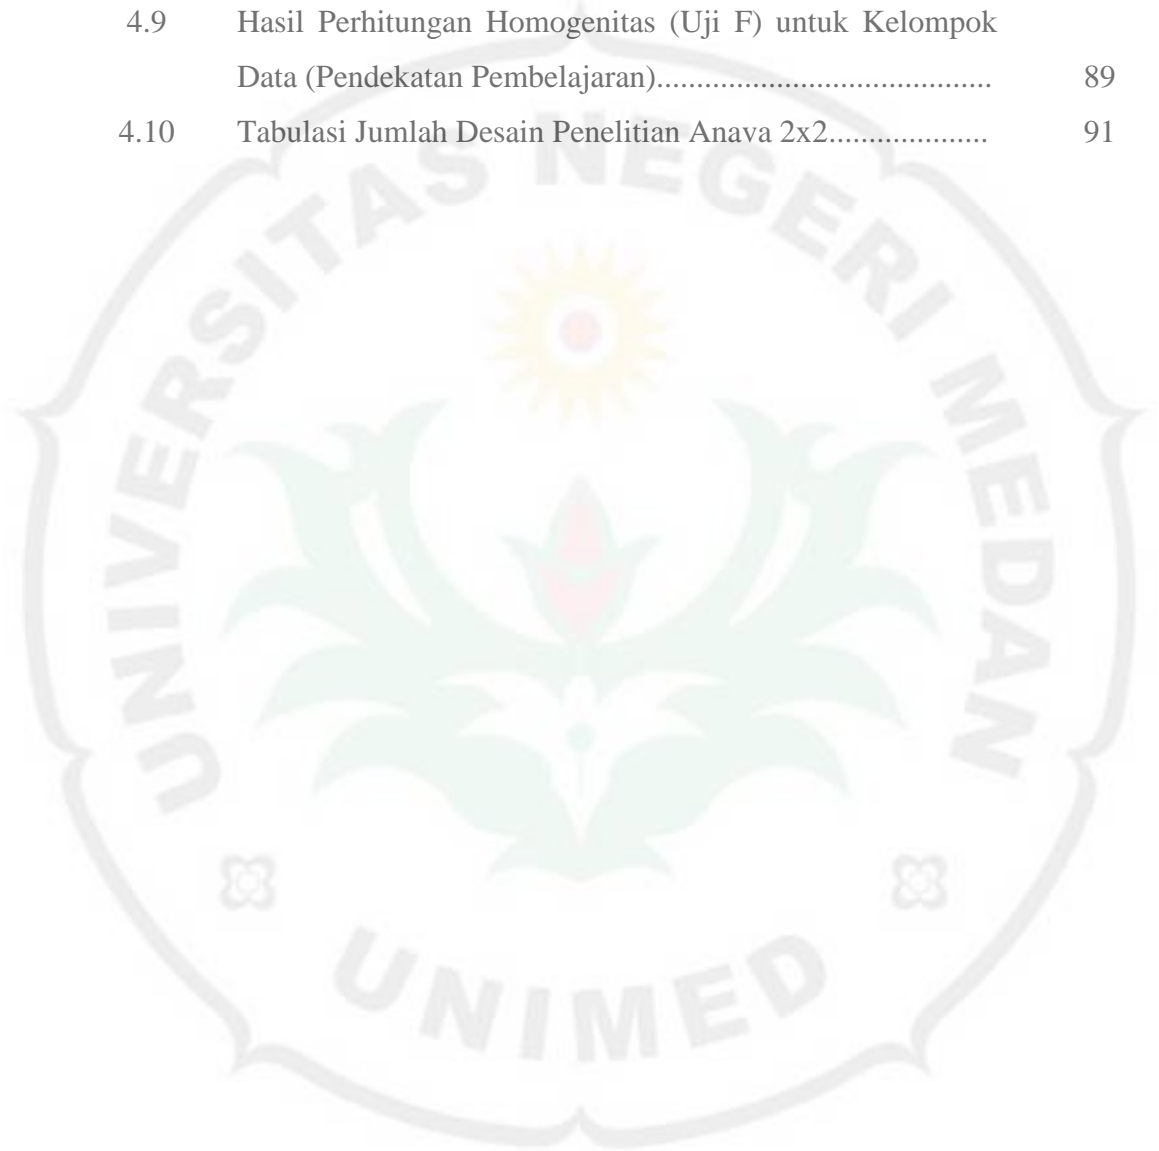 4.9 Hasil Perhitungan Homogenitas (Uji F) untuk Kelompok
Data (Pendekatan Pembelajaran).......................................... 89
4.10 Tabulasi Jumlah Desain Penelitian Anava 2x2.................... 91
UNIVERSITAS NEGERI MEDAN
UNIMED